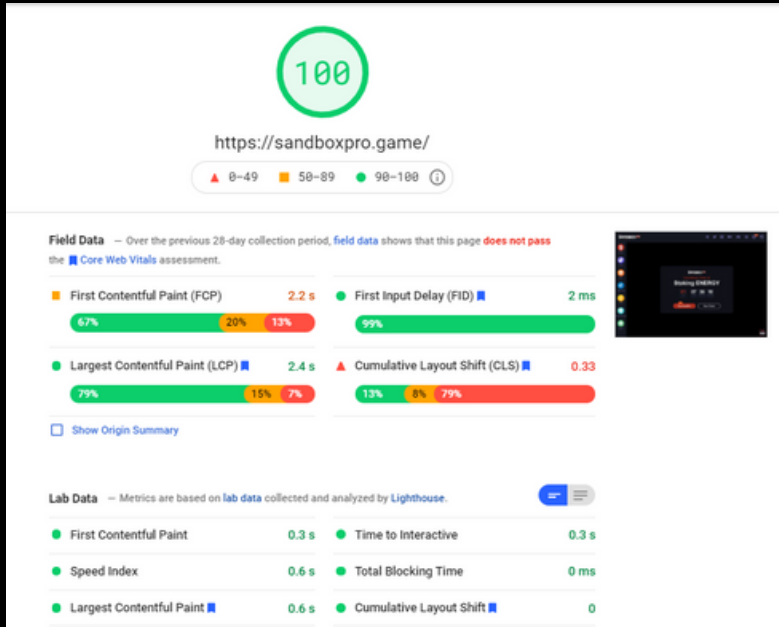 100
https://sandboxpro.game/
0–49 50–89 90–100
Field Data — Over the previous 28-day collection period, field data shows that this page does not pass
the Core Web Vitals assessment.
First Contentful Paint (FCP) 2.2 s
67% 20% 13%
First Input Delay (FID) 2 ms
99%
Largest Contentful Paint (LCP) 2.4 s
79% 15% 7%
Cumulative Layout Shift (CLS) 0.33
13% 8% 79%
Show Origin Summary
Lab Data — Metrics are based on lab data collected and analyzed by Lighthouse.
First Contentful Paint 0.3 s
Time to Interactive 0.3 s
Speed Index 0.6 s
Total Blocking Time 0 ms
Largest Contentful Paint 0.6 s
Cumulative Layout Shift 0
Staking ENERGY